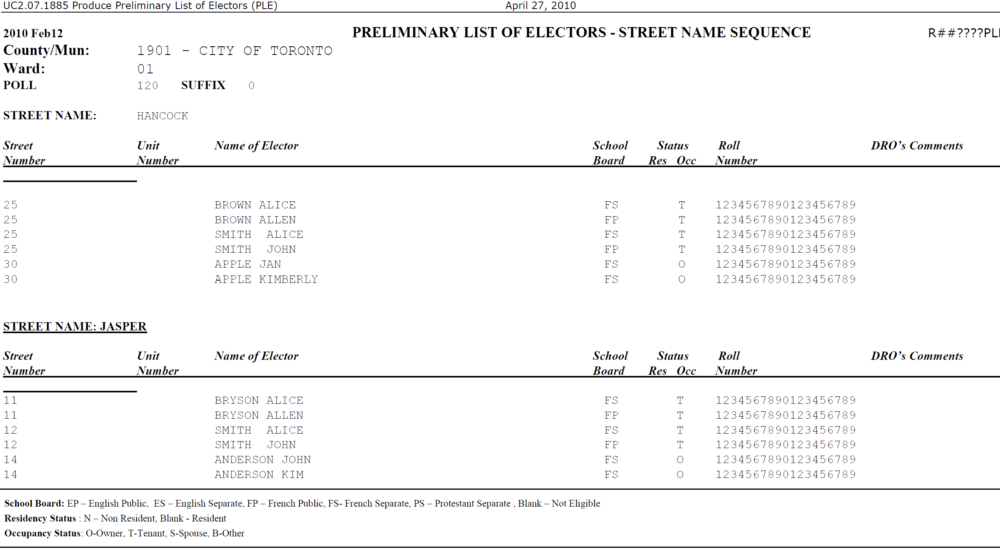 UC2.07.1885 Produce Preliminary List of Electors (PLE) April 27, 2010
2010 Feb12 PRELIMINARY LIST OF ELECTORS - STREET NAME SEQUENCE R##????PLE
County/Mun: 1901 - CITY OF TORONTO
Ward: 01
POLL 120 SUFFIX 0
STREET NAME: HANCOCK
Street Unit Name of Elector School Status Roll DRO’s Comments
Number Number Board Res Occ Number
25 BROWN ALICE FS T 1234567890123456789
25 BROWN ALLEN FP T 1234567890123456789
25 SMITH ALICE FS T 1234567890123456789
25 SMITH JOHN FP T 1234567890123456789
30 APPLE JAN FS O 1234567890123456789
30 APPLE KIMBERLY FS O 1234567890123456789
STREET NAME: JASPER
Street Unit Name of Elector School Status Roll DRO’s Comments
Number Number Board Res Occ Number
11 BRYSON ALICE FS T 1234567890123456789
11 BRYSON ALLEN FP T 1234567890123456789
12 SMITH ALICE FS T 1234567890123456789
12 SMITH JOHN FP T 1234567890123456789
14 ANDERSON JOHN FS O 1234567890123456789
14 ANDERSON KIM FS O 1234567890123456789
School Board: EP – English Public, ES – English Separate, FP – French Public, FS- French Separate, PS – Protestant Separate , Blank – Not Eligible
Residency Status : N – Non Resident, Blank - Resident
Occupancy Status: O-Owner, T-Tenant, S-Spouse, B-Other